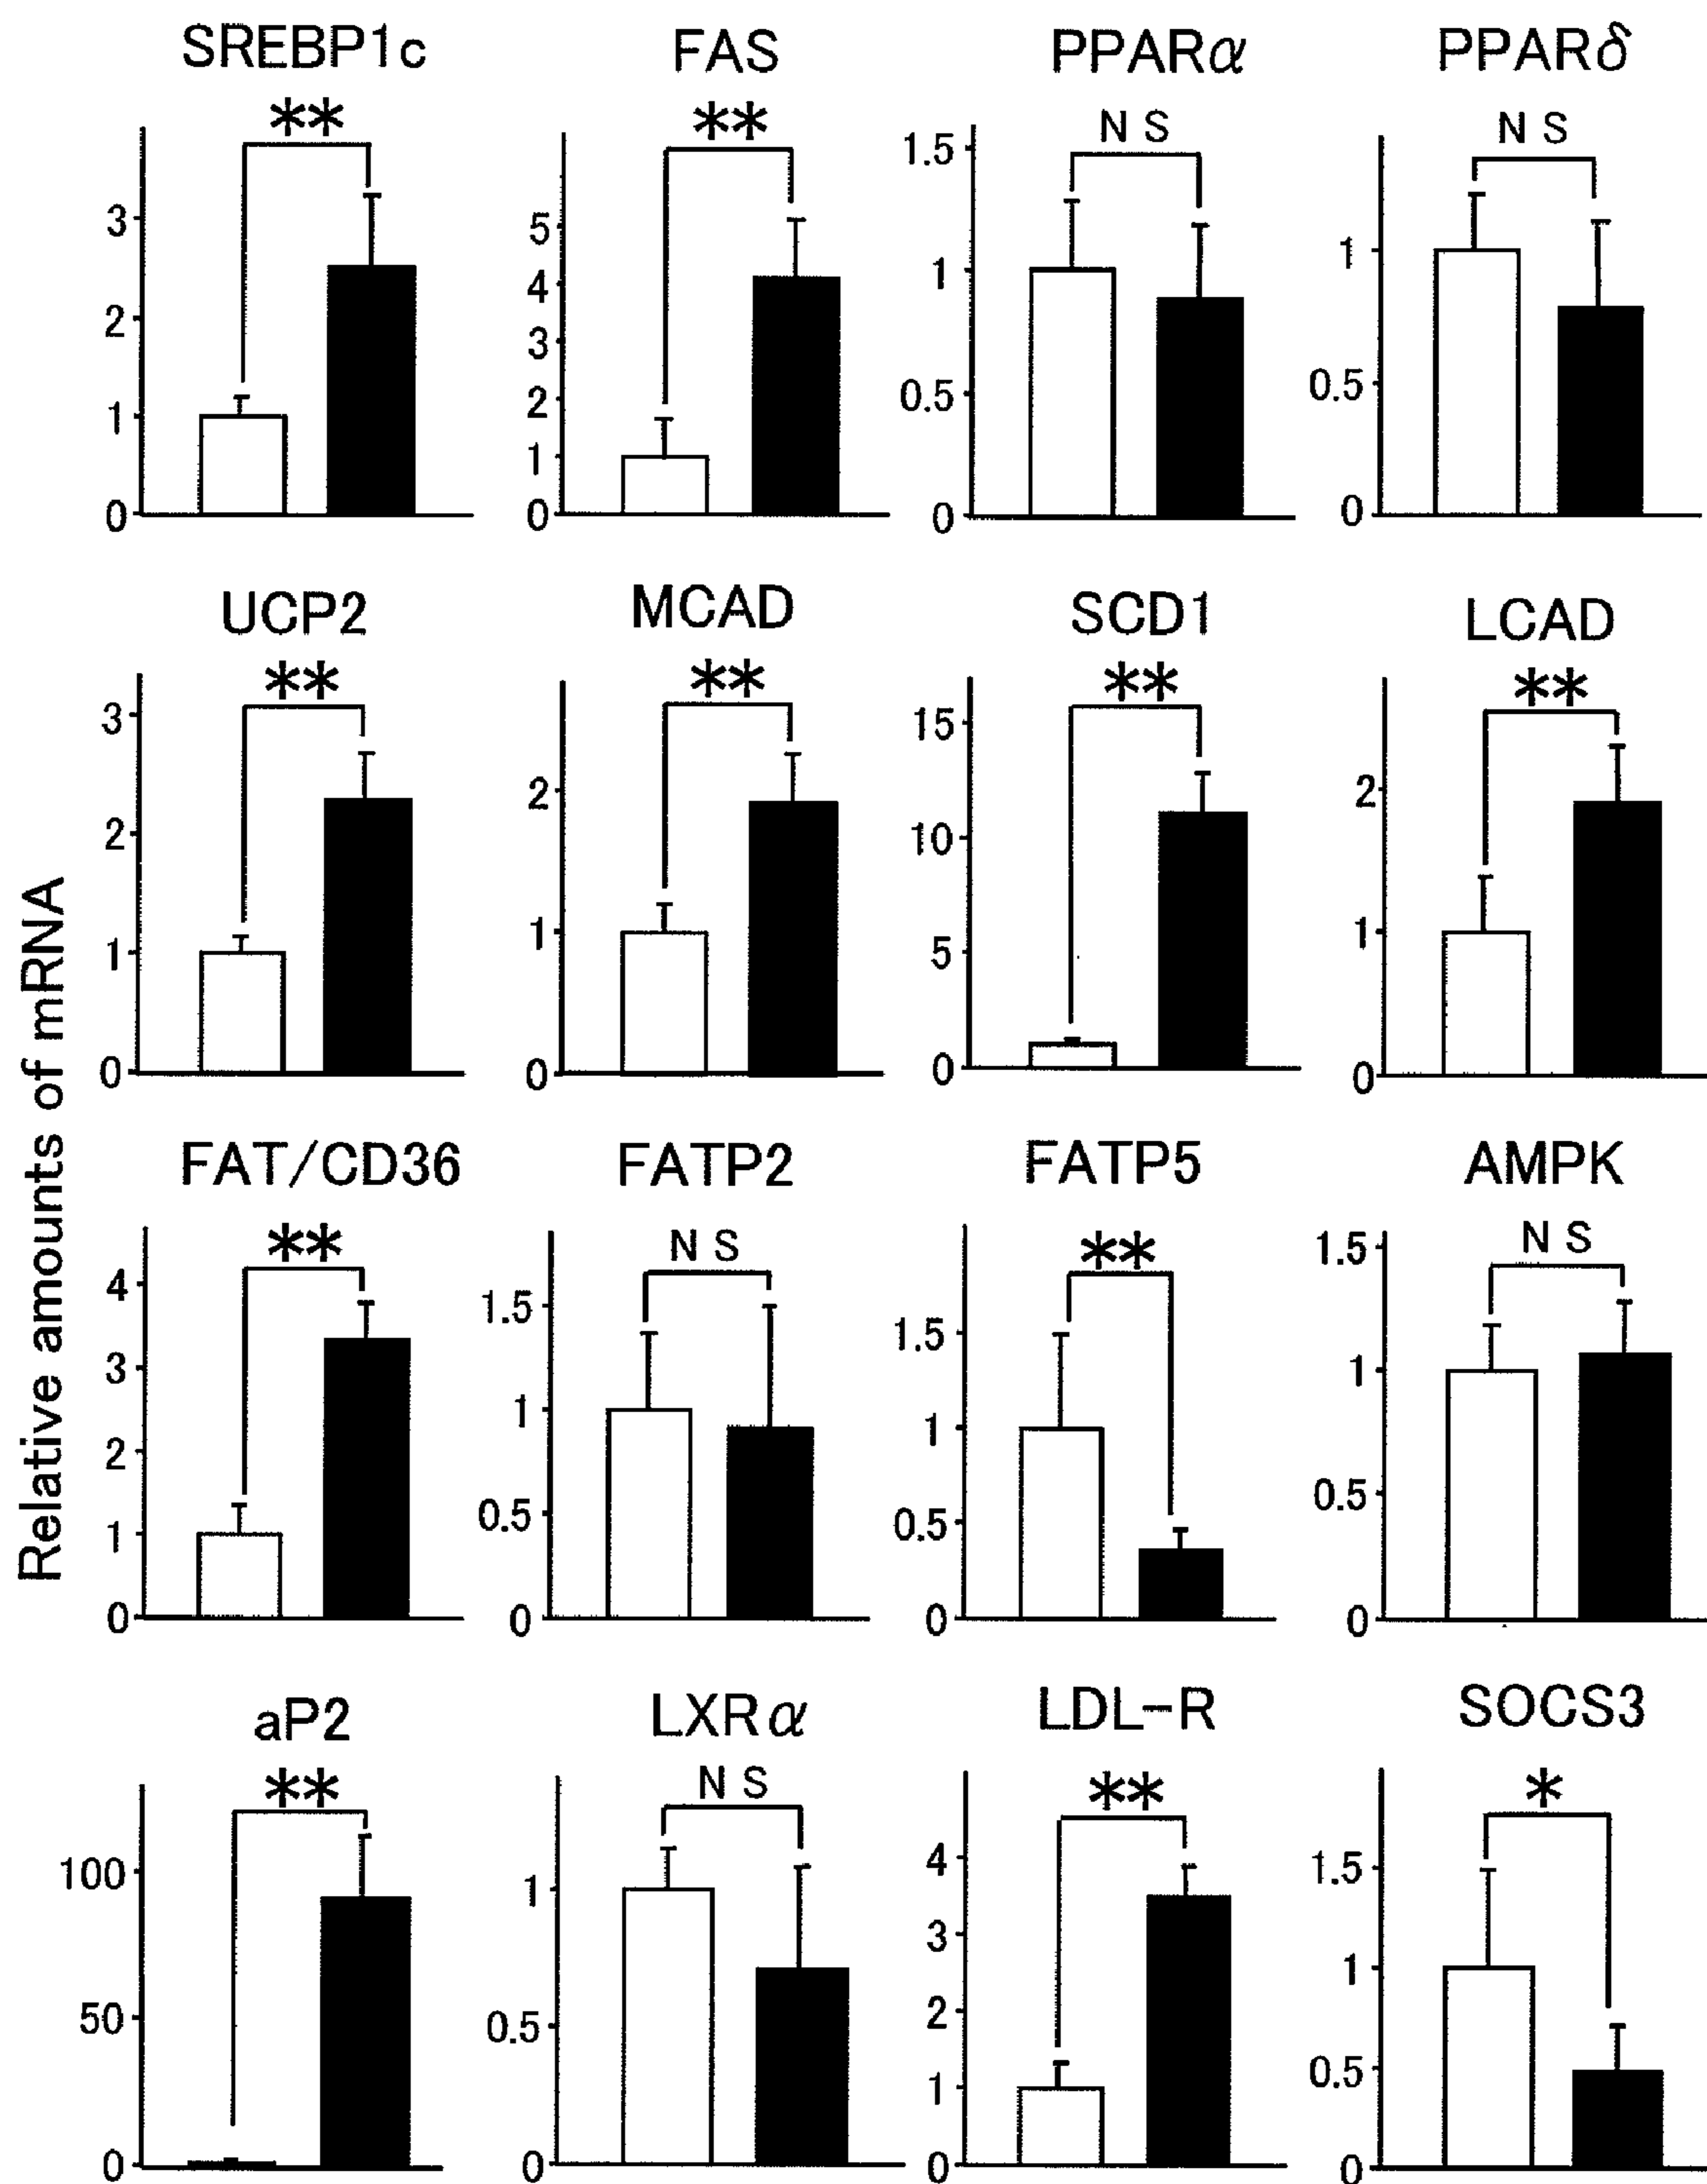 SREBP1c FAS PPARα PPARδ
** ** NS NS
3 2 1 0
5 4 3 2 1 0
1.5 1 0.5 0
1 0.5 0
UCP2 MCAD SCD1 LCAD
** ** ** **
3 2 1 0
2 1 0
15 10 5 0
2 1 0
Relative amounts of mRNA
FAT/CD36 FATP2 FATP5 AMPK
** NS ** NS
4 3 2 1 0
1.5 1 0.5 0
1.5 1 0.5 0
1.5 1 0.5 0
aP2 LXRα LDL-R SOCS3
** NS ** *
100 50 0
1 0.5 0
4 3 2 1 0
1.5 1 0.5 0